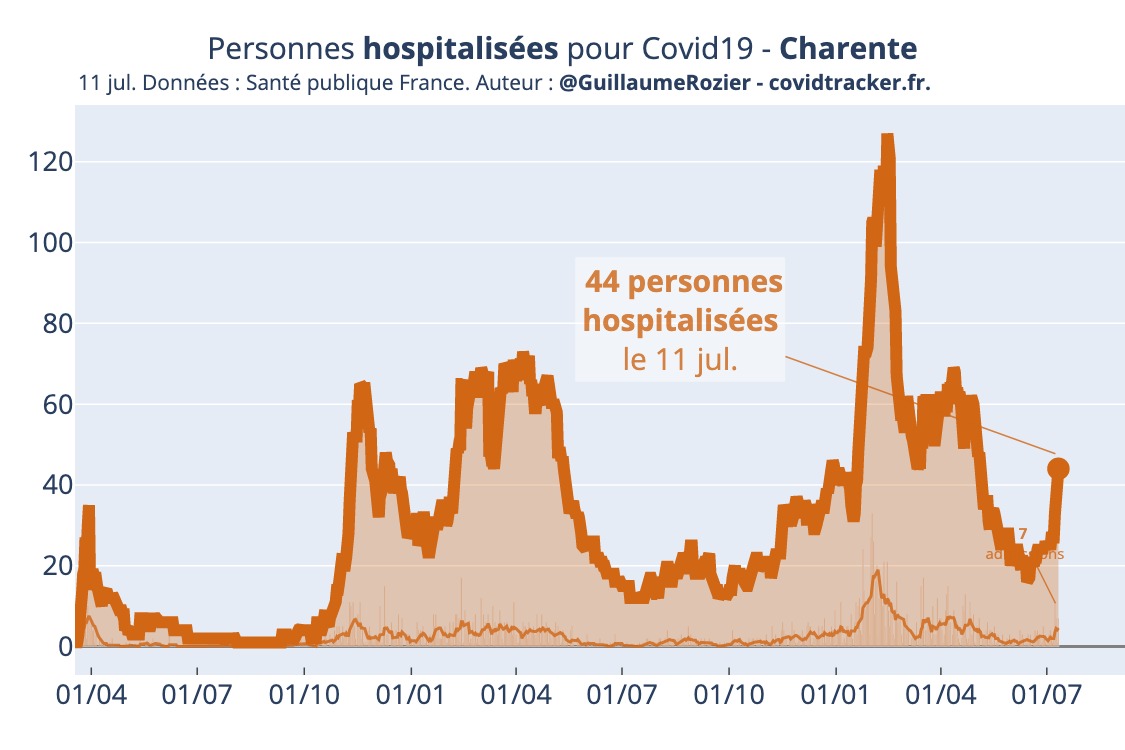 Personnes hospitalisées pour Covid19 - Charente
11 jul. Données : Santé publique France. Auteur : @GuillaumeRozier - covidtracker.fr.
120
100
80
60
40
20
0
44 personnes
hospitalisées
le 11 jul.
7
01/04 01/07 01/10 01/01 01/04 01/07 01/10 01/01 01/04 01/07